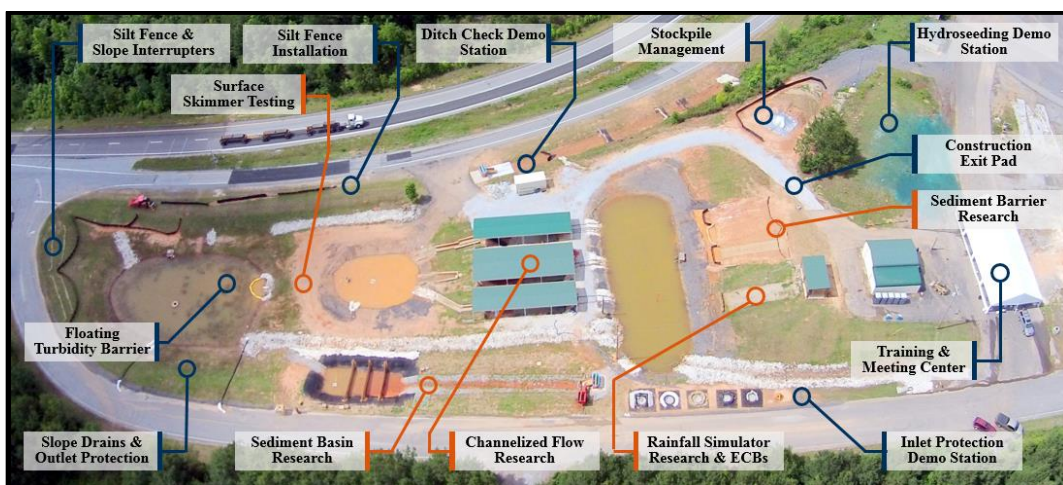 Silt Fence &
Slope Interrupters
Silt Fence
Installation
Ditch Check Demo
Station
Stockpile
Management
Hydroseeding Demo
Station
Surface
Skimmer Testing
Construction
Exit Pad
Sediment Barrier
Research
Floating
Turbidity Barrier
Training &
Meeting Center
Slope Drains &
Outlet Protection
Sediment Basin
Research
Channelized Flow
Research
Rainfall Simulator
Research & ECBs
Inlet Protection
Demo Station